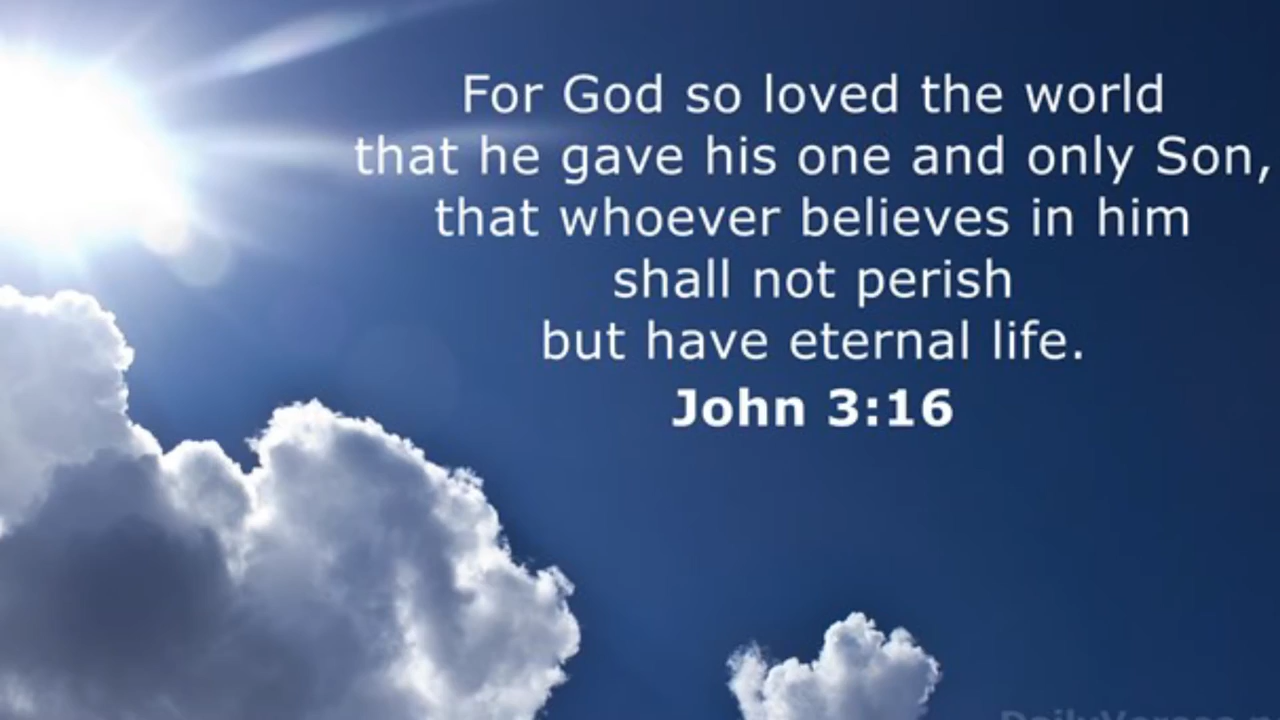 For God so loved the world
that he gave his one and only Son,
that whoever believes in him
shall not perish
but have eternal life.
John 3:16